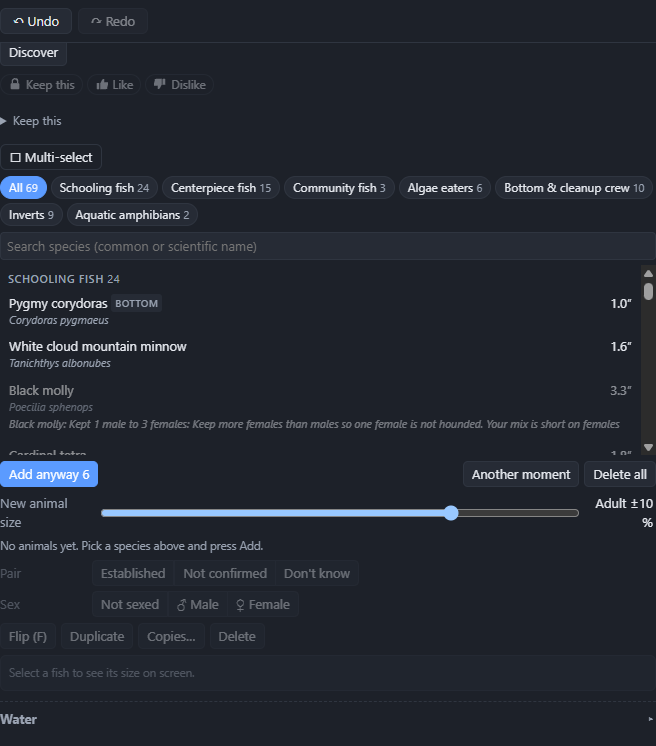 Undo
Redo
Discover
Keep this
Like
Dislike
Keep this
Multi-select
All 69
Schooling fish 24
Centerpiece fish 15
Community fish 3
Algae eaters 6
Bottom & cleanup crew 10
Inverts 9
Aquatic amphibians 2
Search species (common or scientific name)
SCHOOLING FISH 24
Pygmy corydoras BOTTOM 1.0″
Corydoras pygmaeus
White cloud mountain minnow 1.6″
Tanichthys albonubes
Black molly 3.3″
Poecilia sphenops
Black molly: Kept 1 male to 3 females: Keep more females than males so one female is not hounded. Your mix is short on females
Cardinal tetra 1.8″
Add anyway 6
Another moment
Delete all
New animal size
Adult ±10 %
No animals yet. Pick a species above and press Add.
Pair
Established
Not confirmed
Don't know
Sex
Not sexed
♂ Male
♀ Female
Flip (F)
Duplicate
Copies...
Delete
Select a fish to see its size on screen.
Water